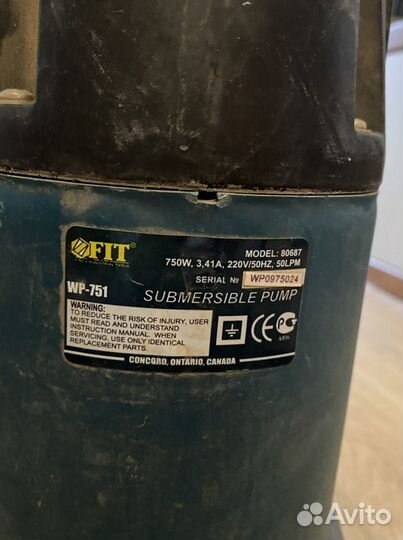 FIT
MODEL: 80687
750W, 3,41A, 220V/50HZ, 50LPM
SERIAL № WP0975024
WP-751
SUBMERSIBLE PUMP
WARNING:
TO REDUCE THE RISK OF INJURY, USER
MUST READ AND UNDERSTAND
INSTRUCTION MANUAL. WHEN
SERVICING, USE ONLY IDENTICAL
REPLACEMENT PARTS.
CE
CONCORD, ONTARIO, CANADA
Avito